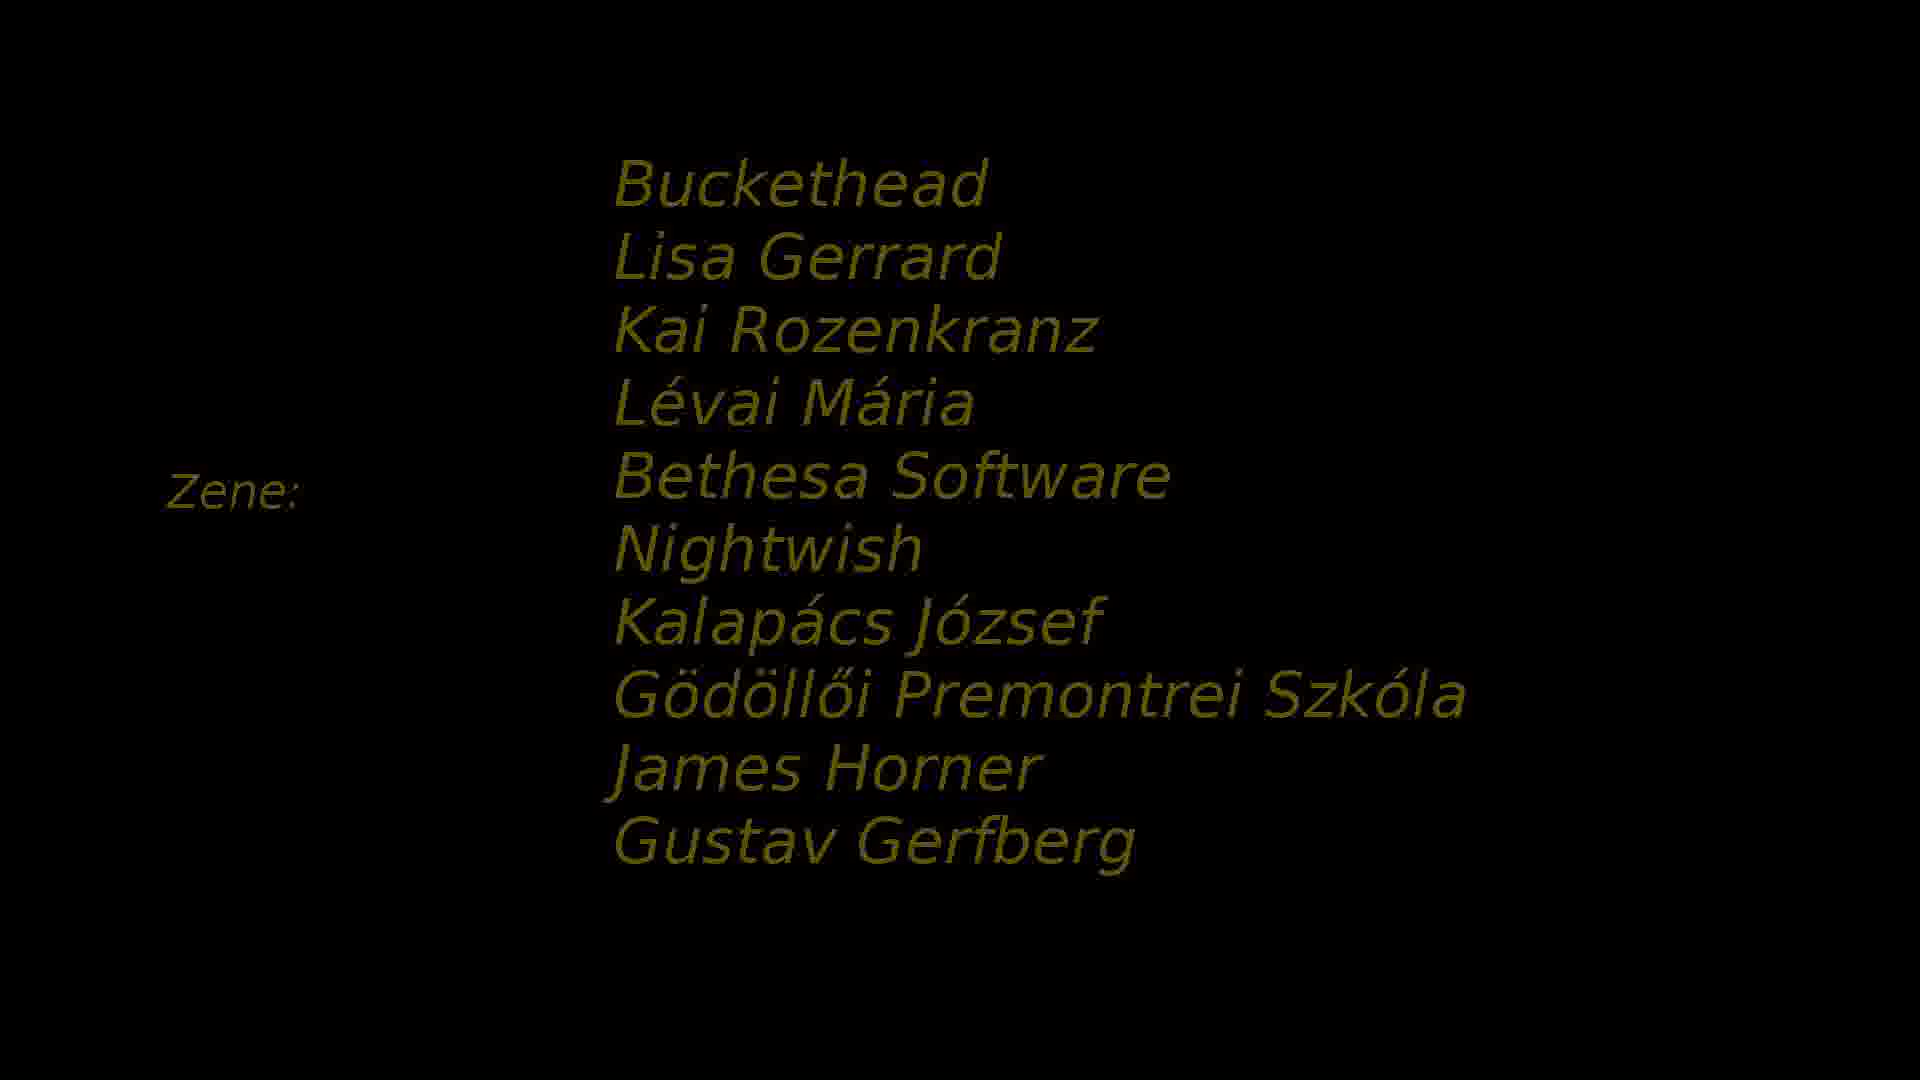 Zene:
Buckethead
Lisa Gerrard
Kai Rozenkranz
Lévai Mária
Bethesa Software
Nightwish
Kalapács József
Gödöllői Premontrei Szkóla
James Horner
Gustav Gerfberg